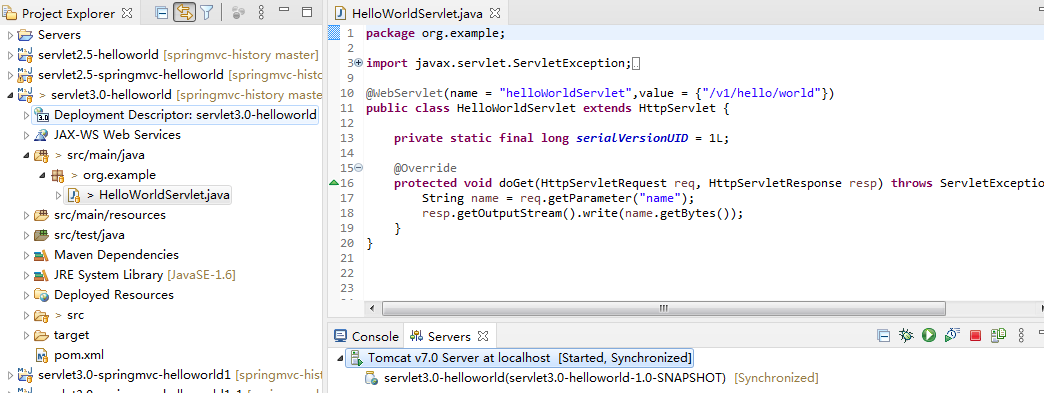 Project Explorer
Servers
servlet2.5-helloworld [springmvc-history master]
servlet2.5-springmvc-helloworld [springmvc-histo
> servlet3.0-helloworld [springmvc-history maste
Deployment Descriptor: servlet3.0-helloworld
JAX-WS Web Services
> src/main/java
> org.example
> HelloWorldServlet.java
src/main/resources
src/test/java
Maven Dependencies
JRE System Library [JavaSE-1.6]
Deployed Resources
> src
target
pom.xml
servlet3.0-springmvc-helloworld1 [springmvc-hist
HelloWorldServlet.java
1 package org.example;
2
3 import javax.servlet.ServletException;
9
10 @WebServlet(name = "helloWorldServlet",value = {"/v1/hello/world"})
11 public class HelloWorldServlet extends HttpServlet {
12
13 private static final long serialVersionUID = 1L;
14
15 @Override
16 protected void doGet(HttpServletRequest req, HttpServletResponse resp) throws ServletException
17 String name = req.getParameter("name");
18 resp.getOutputStream().write(name.getBytes());
19 }
20 }
21
22
23
Console Servers
Tomcat v7.0 Server at localhost [Started, Synchronized]
servlet3.0-helloworld(servlet3.0-helloworld-1.0-SNAPSHOT) [Synchronized]